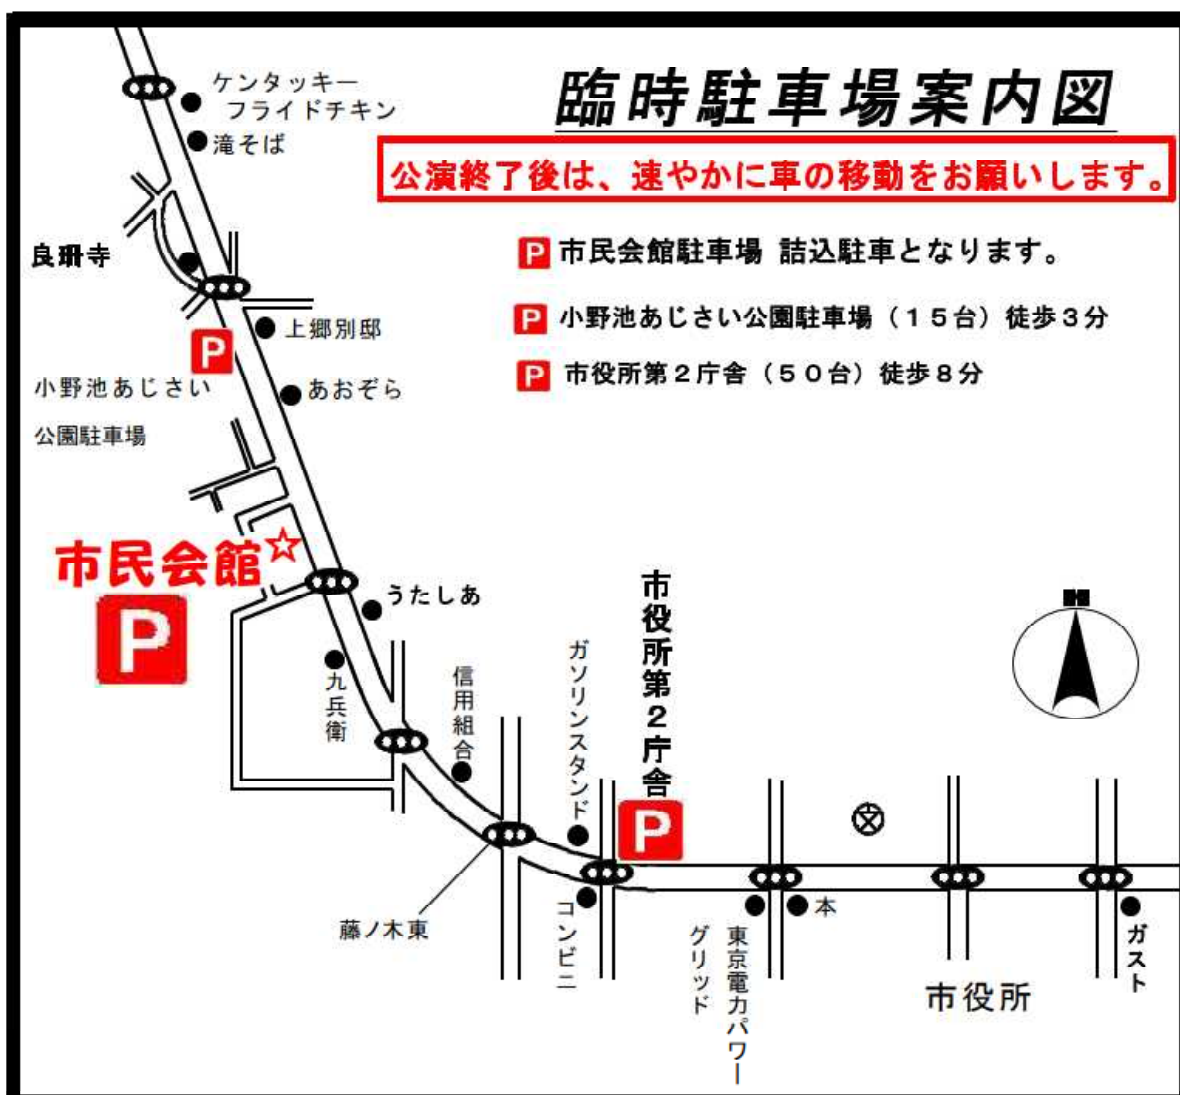 臨時駐車場案内図
公演終了後は、速やかに車の移動をお願いします。
P 市民会館駐車場 詰込駐車となります。
P 小野池あじさい公園駐車場（１５台）徒歩３分
P 市役所第２庁舎（５０台）徒歩８分
ケンタッキー
フライドチキン
滝そば
良珊寺
上郷別邸
P
小野池あじさい
公園駐車場
あおぞら
市民会館☆
P
うたしあ
九兵衛
信用組合
ガソリンスタンド
市役所第２庁舎
P
藤ノ木東
コンビニ
東京電力パワー
グリッド
本
市役所
ガスト